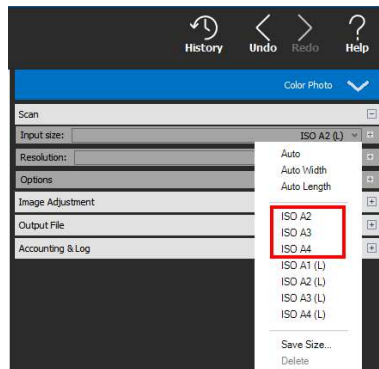 History Undo Redo Help
Color Photo
Scan
Input size: ISO A2 (L)
Resolution:
Options
Image Adjustment
Output File
Accounting & Log
Auto
Auto Width
Auto Length
ISO A2
ISO A3
ISO A4
ISO A1 (L)
ISO A2 (L)
ISO A3 (L)
ISO A4 (L)
Save Size...
Delete